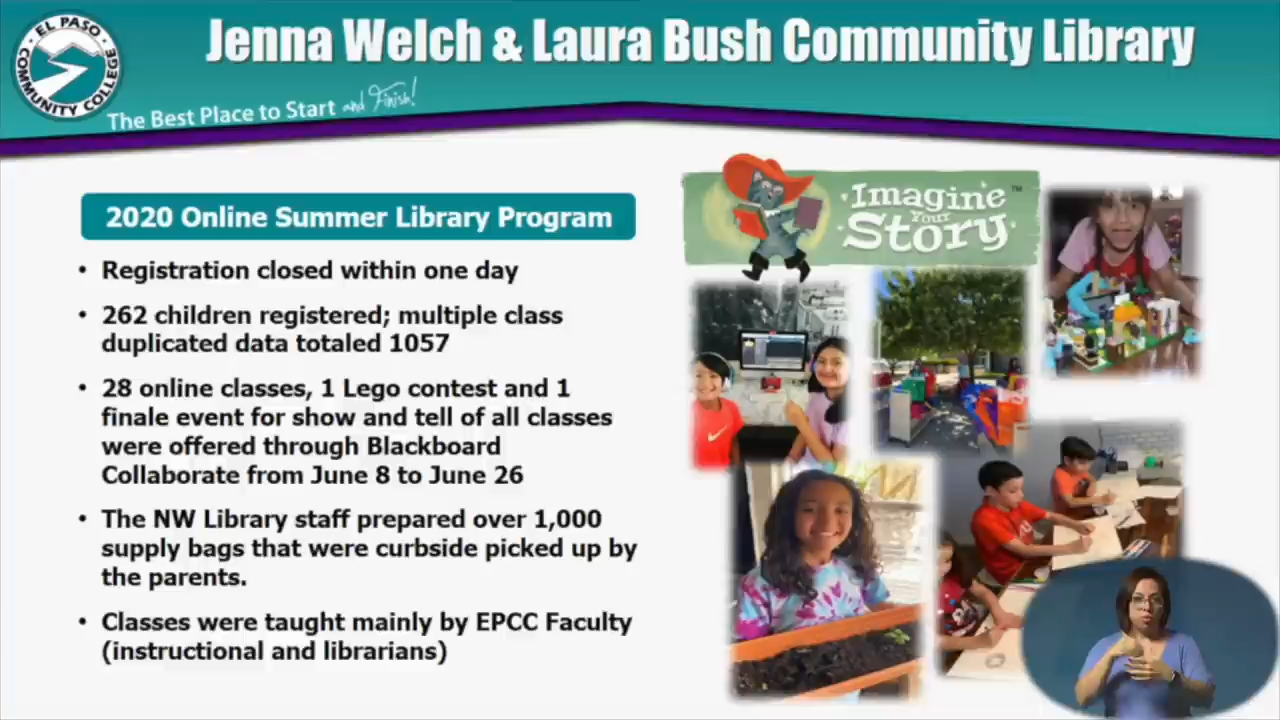 EL PASO
COMMUNITY COLLEGE
Jenna Welch & Laura Bush Community Library
The Best Place to Start and Finish!
2020 Online Summer Library Program
• Registration closed within one day
• 262 children registered; multiple class
duplicated data totaled 1057
• 28 online classes, 1 Lego contest and 1
finale event for show and tell of all classes
were offered through Blackboard
Collaborate from June 8 to June 26
• The NW Library staff prepared over 1,000
supply bags that were curbside picked up by
the parents.
• Classes were taught mainly by EPCC Faculty
(instructional and librarians)
Imagine ™
Your
Story